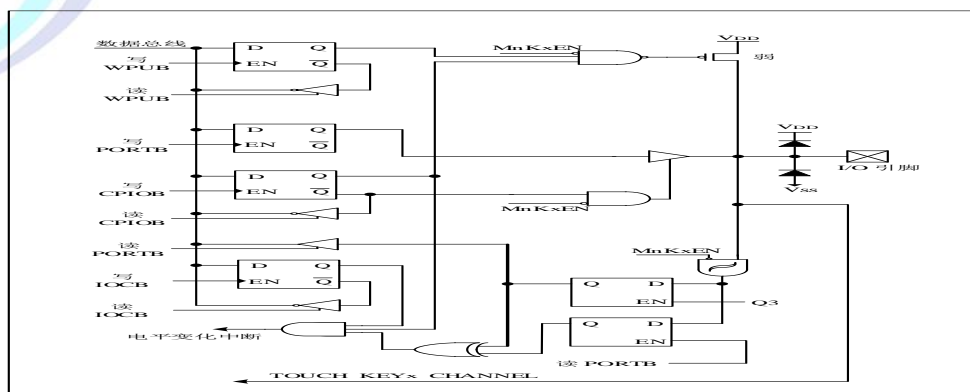 数据总线
D Q
MnKxEN
VDD
弱
写
WPUB
EN Q
读
WPUB
D Q
写
PORTB
EN Q
VDD
I/O 引脚
VSS
D Q
写
CPIOB
EN Q
MnKxEN
读
CPIOB
读
PORTB
MnKxEN
D Q
写
IOCB
EN Q
Q D
EN
Q3
读
IOCB
Q D
EN
电平变化中断
读 PORTB
TOUCH KEYx CHANNEL